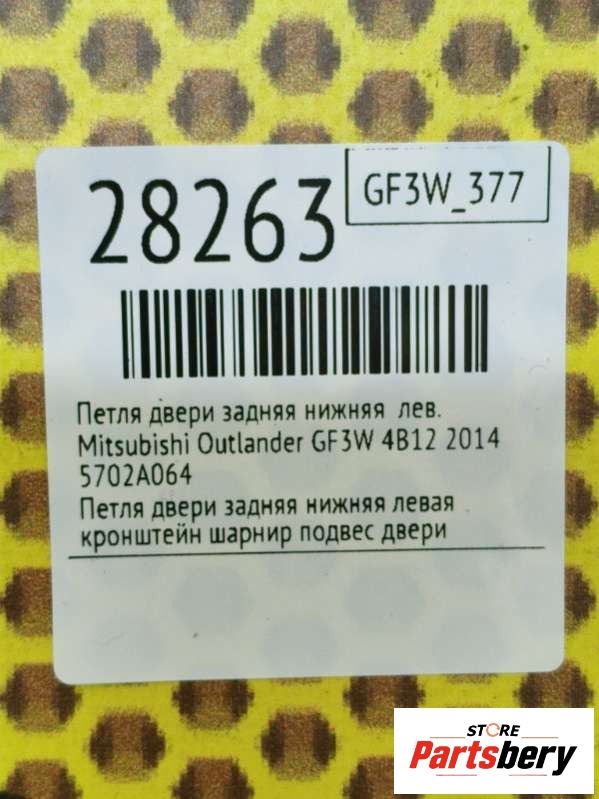 28263
GF3W_377
Петля двери задняя нижняя лев.
Mitsubishi Outlander GF3W 4B12 2014
5702A064
Петля двери задняя нижняя левая
кронштейн шарнир подвес двери
STORE
Partsbery